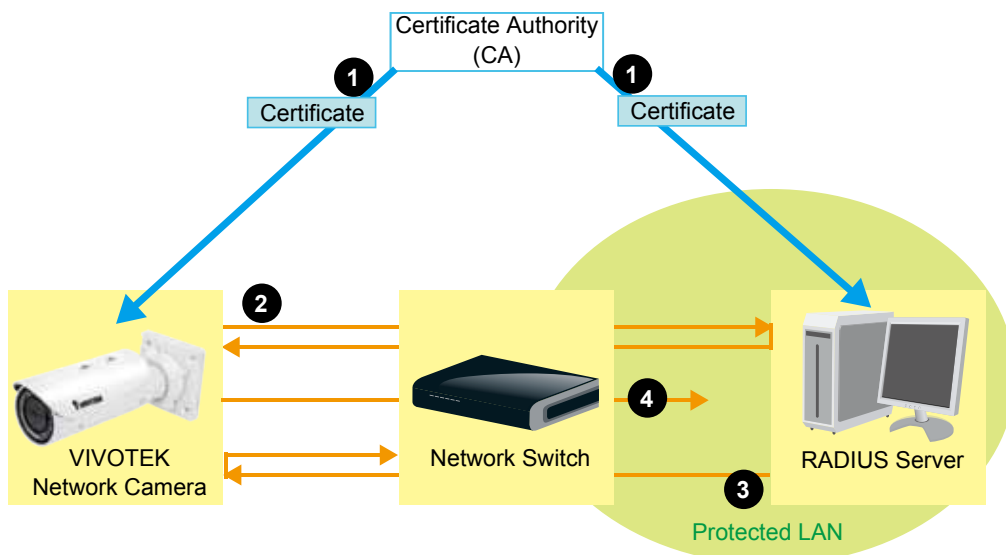 Certificate Authority
(CA)
1
1
Certificate
Certificate
2
4
VIVOTEK
Network Camera
Network Switch
RADIUS Server
3
Protected LAN